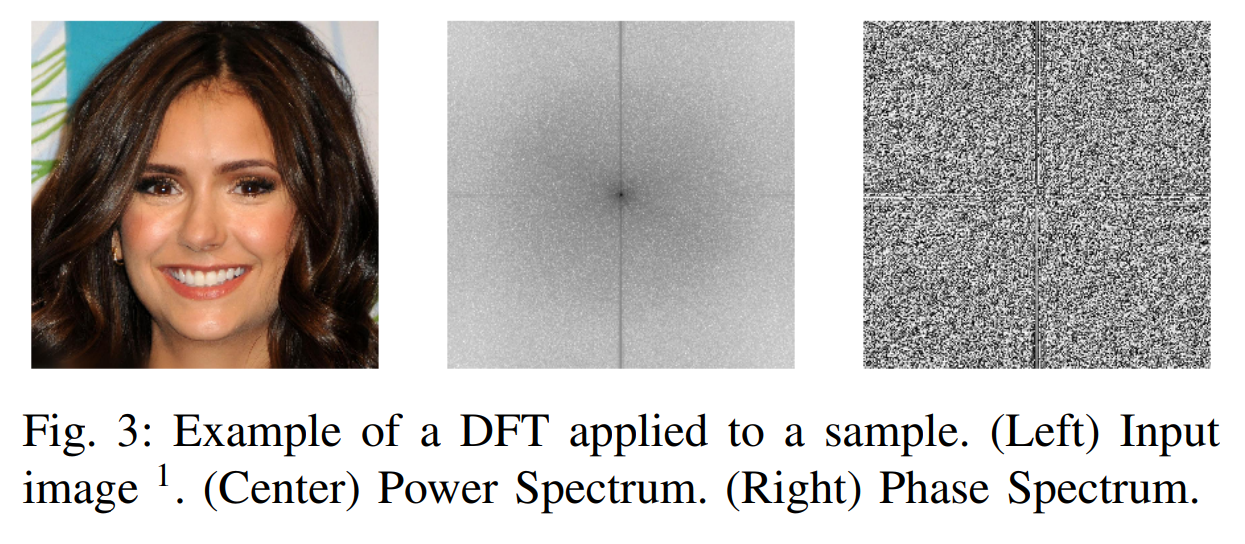 Fig. 3: Example of a DFT applied to a sample. (Left) Input
image ¹. (Center) Power Spectrum. (Right) Phase Spectrum.